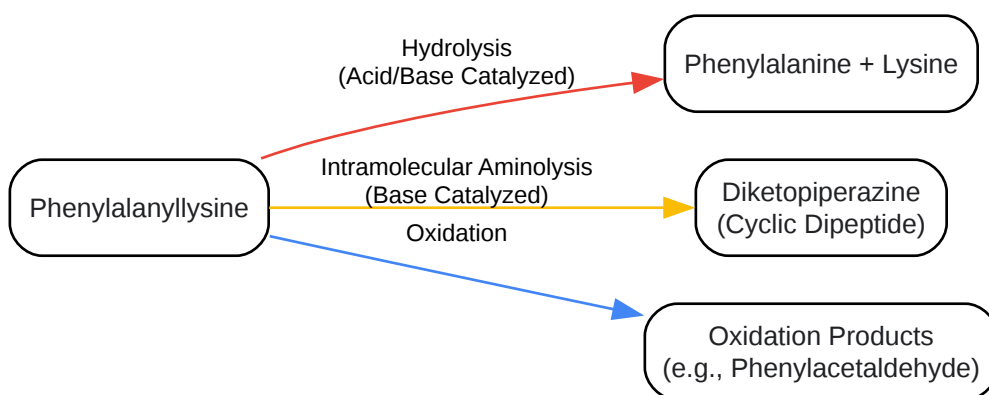 Hydrolysis
(Acid/Base Catalyzed)
Phenylalanine + Lysine
Phenylalanyllysine
Intramolecular Aminolysis
(Base Catalyzed)
Diketopiperazine
(Cyclic Dipeptide)
Oxidation
Oxidation Products
(e.g., Phenylacetaldehyde)